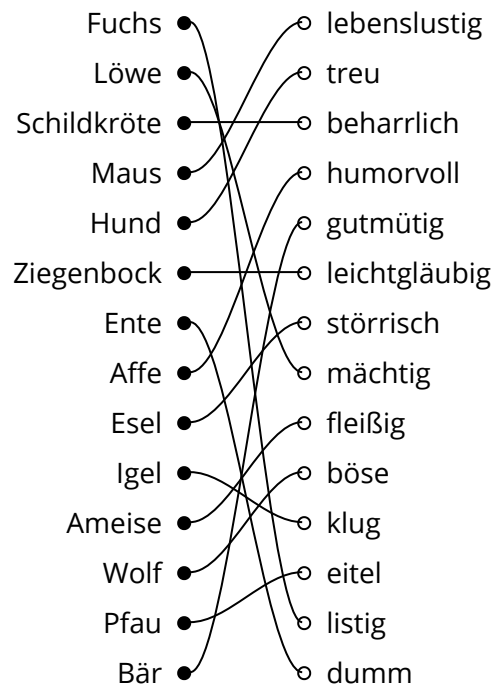 Fuchs lebenslustig
Löwe treu
Schildkröte beharrlich
Maus humorvoll
Hund gutmütig
Ziegenbock leichtgläubig
Ente störrisch
Affe mächtig
Esel fleißig
Igel böse
Ameise klug
Wolf eitel
Pfau listig
Bär dumm